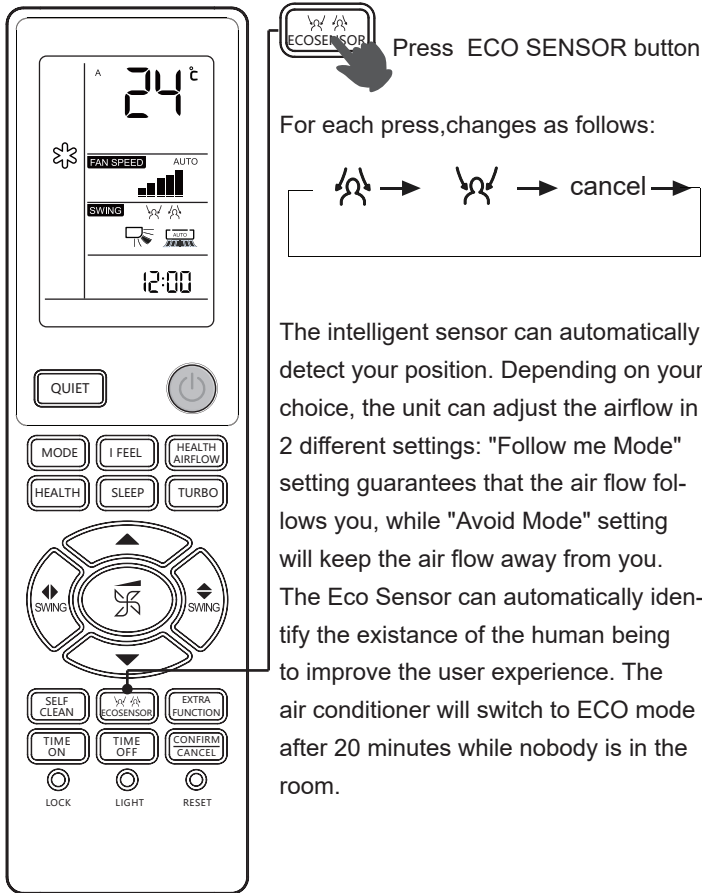 ECOSENSOR
Press ECO SENSOR button
For each press,changes as follows:
cancel
The intelligent sensor can automatically
detect your position. Depending on your
choice, the unit can adjust the airflow in
2 different settings: "Follow me Mode"
setting guarantees that the air flow fol-
lows you, while "Avoid Mode" setting
will keep the air flow away from you.
The Eco Sensor can automatically iden-
tify the existance of the human being
to improve the user experience. The
air conditioner will switch to ECO mode
after 20 minutes while nobody is in the
room.
A 24 °c
FAN SPEED AUTO
SWING
AUTO
12:00
QUIET
MODE I FEEL HEALTH
AIRFLOW
HEALTH SLEEP TURBO
SWING SWING
SELF
CLEAN ECOSENSOR EXTRA
FUNCTION
TIME
ON TIME
OFF CONFIRM
CANCEL
LOCK LIGHT RESET